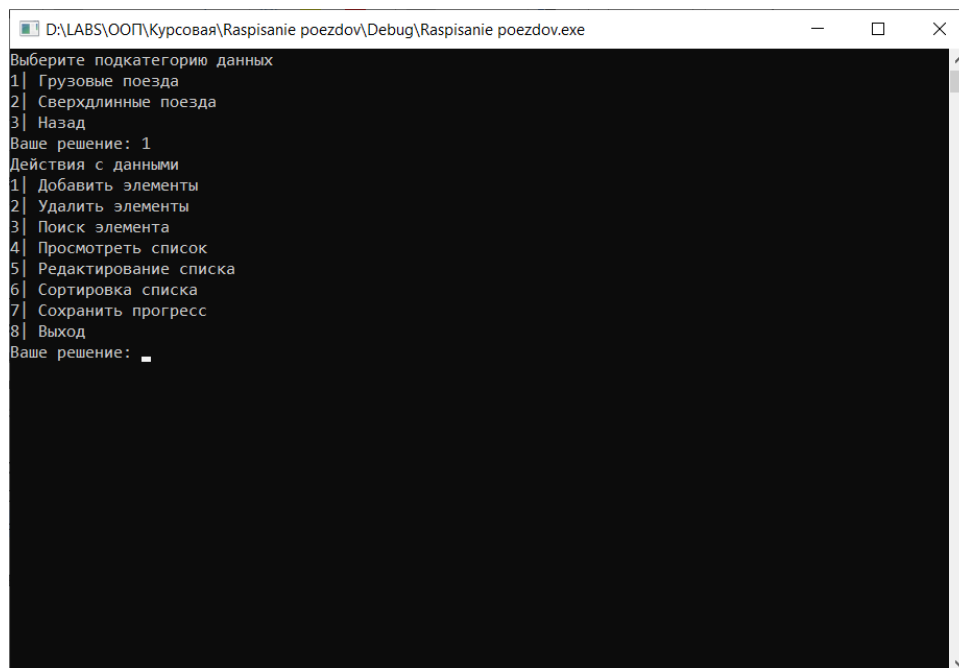 D:\LABS\ООП\Курсовая\Raspisanie poezdov\Debug\Raspisanie poezdov.exe
Выберите подкатегорию данных
1| Грузовые поезда
2| Сверхдлинные поезда
3| Назад
Ваше решение: 1
Действия с данными
1| Добавить элементы
2| Удалить элементы
3| Поиск элемента
4| Просмотреть список
5| Редактирование списка
6| Сортировка списка
7| Сохранить прогресс
8| Выход
Ваше решение: